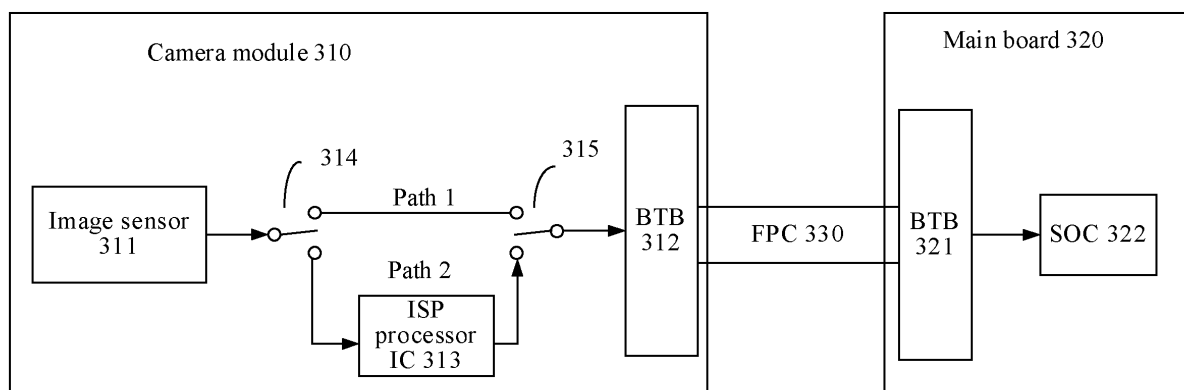 Camera module 310
Main board 320
314
315
Path 1
Image sensor
311
BTB
312
FPC 330
BTB
321
SOC 322
Path 2
ISP
processor
IC 313